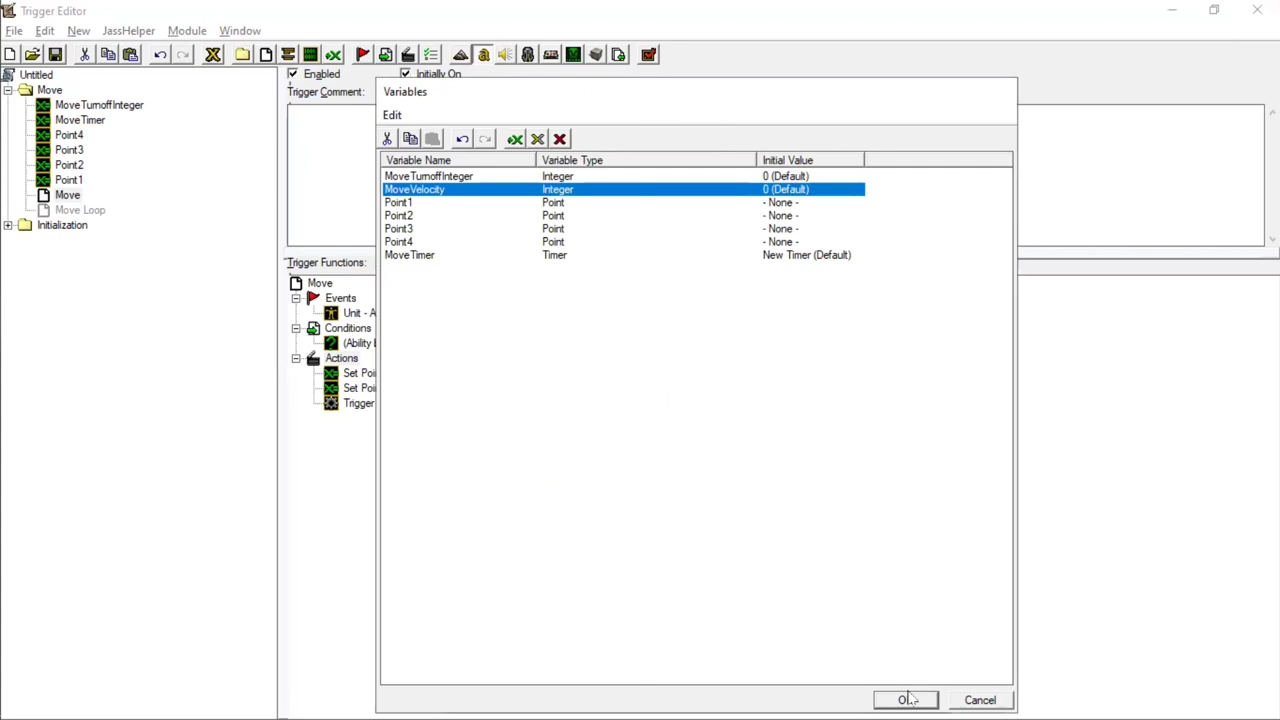 Trigger Editor
File Edit New JassHelper Module Window
Untitled
Move
MoveTurnoffInteger
MoveTimer
Point4
Point3
Point2
Point1
Move
Move Loop
Initialization
Enabled
Initially On
Trigger Comment:
Trigger Functions:
Move
Events
Unit - A
Conditions
(Ability
Actions
Set Poi
Set Poi
Trigger
Variables
Edit
Variable Name Variable Type Initial Value
MoveTurnoffInteger Integer 0 (Default)
MoveVelocity Integer 0 (Default)
Point1 Point - None -
Point2 Point - None -
Point3 Point - None -
Point4 Point - None -
MoveTimer Timer New Timer (Default)
Cancel